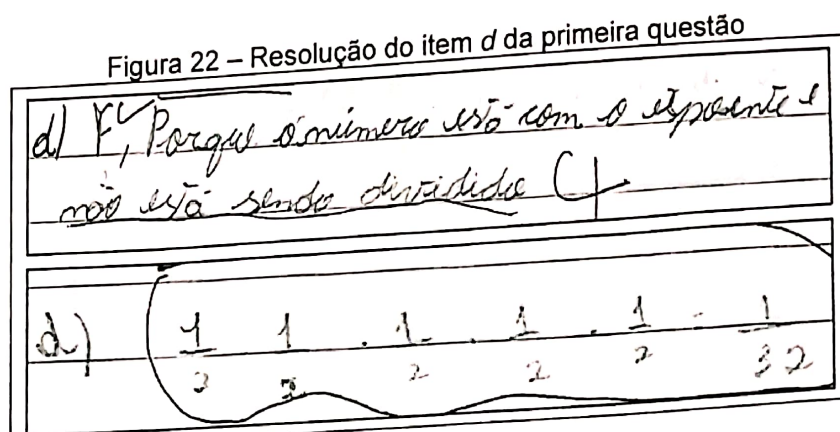 Figura 22 – Resolução do item d da primeira questão
d) F, Porque o número está com o expoente e
não está sendo dividido C
d) 1/2 1/2 . 1/2 . 1/2 . 1/2 = 1/32